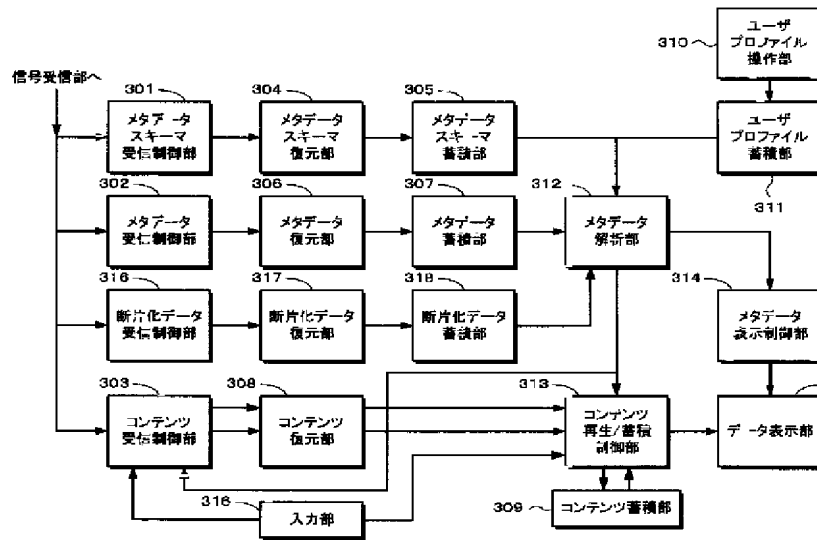 310
ユーザ
プロファイル
操作部
信号受信部へ
301
304
305
メタデータ
スキーマ
受信制御部
メタデータ
スキーマ
復元部
メタデータ
スキーマ
蓄積部
ユーザ
プロファイル
蓄積部
311
302
306
307
312
メタデータ
受信制御部
メタデータ
復元部
メタデータ
蓄積部
メタデータ
解析部
316
317
318
314
断片化データ
受信制御部
断片化データ
復元部
断片化データ
蓄積部
メタデータ
表示制御部
303
308
313
コンテンツ
受信制御部
コンテンツ
復元部
コンテンツ
再生/蓄積
制御部
データ表示部
316
入力部
309
コンテンツ蓄積部